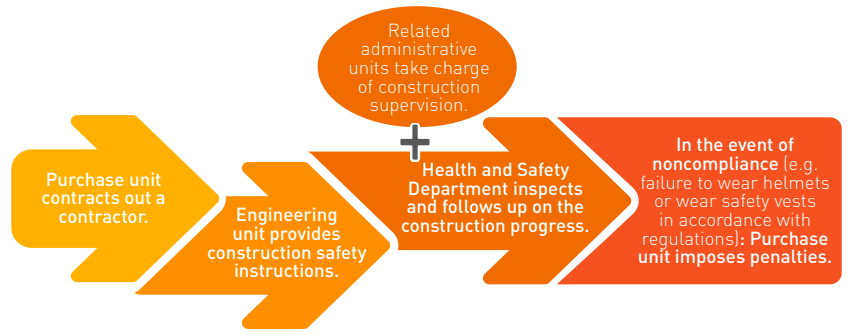 Related
administrative
units take charge
of construction
supervision.
+
Purchase unit
contracts out a
contractor.
Engineering
unit provides
construction safety
instructions.
Health and Safety
Department inspects
and follows up on the
construction progress.
In the event of
noncompliance (e.g.
failure to wear helmets
or wear safety vests
in accordance with
regulations): Purchase
unit imposes penalties.